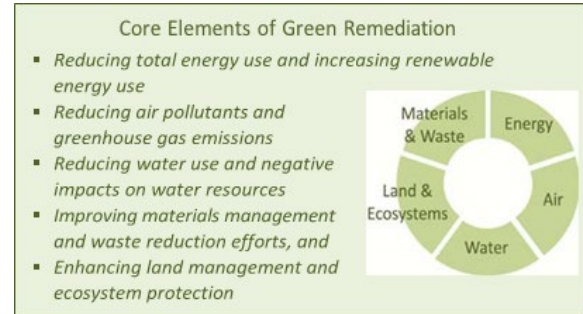 Core Elements of Green Remediation
▪ Reducing total energy use and increasing renewable
energy use
▪ Reducing air pollutants and
greenhouse gas emissions
▪ Reducing water use and negative
impacts on water resources
▪ Improving materials management
and waste reduction efforts, and
▪ Enhancing land management and
ecosystem protection
Materials
& Waste
Energy
Land &
Ecosystems
Air
Water